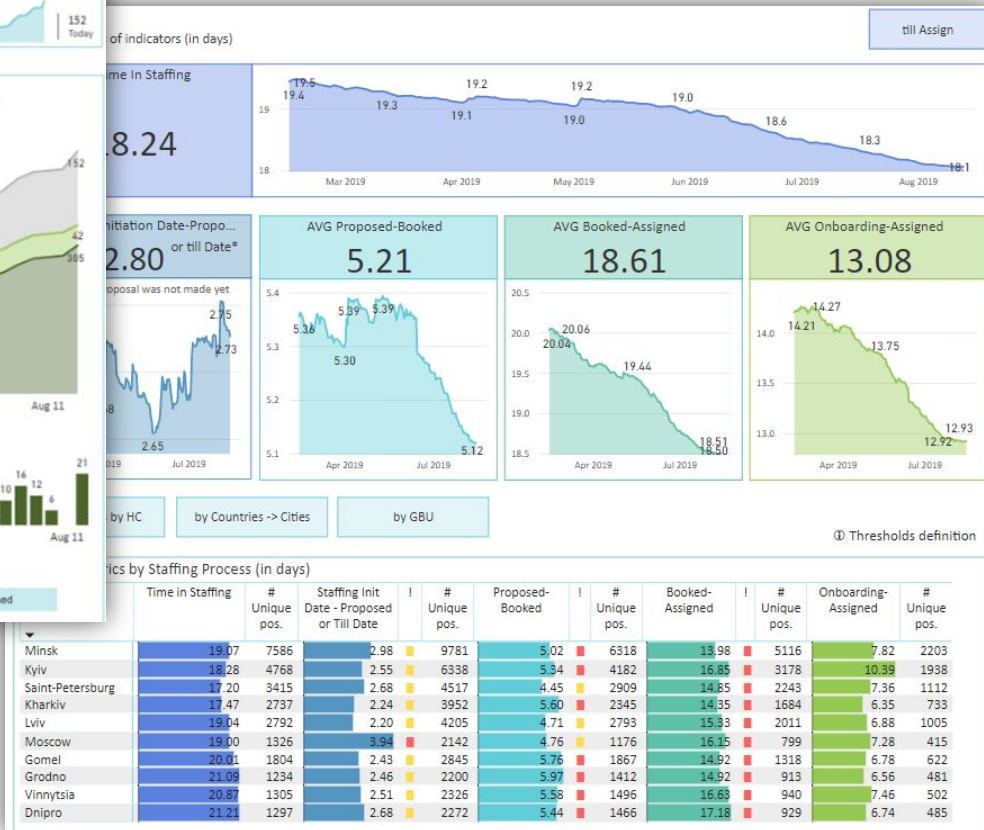 152
Today
of indicators (in days)
till Assign
me In Staffing
8.24
19.5
19.4
19.3
19.2
19.1
19.2
19.0
19.0
18.6
18.3
18.1
19
18
Mar 2019
Apr 2019
May 2019
Jun 2019
Jul 2019
Aug 2019
152
42
305
Aug 11
10
16
12
6
21
Aug 11
ed
nitiation Date-Propo...
2.80
or till Date*
oposal was not made yet
2.75
2.73
8
2.65
019
Jul 2019
AVG Proposed-Booked
5.21
5.4
5.3
5.2
5.1
5.36
5.39
5.39
5.30
5.12
Apr 2019
Jul 2019
AVG Booked-Assigned
18.61
20.5
20.0
19.5
19.0
18.5
20.06
20.04
19.44
18.51
18.50
Apr 2019
Jul 2019
AVG Onboarding-Assigned
13.08
14.0
13.5
13.0
14.27
14.21
13.75
12.93
12.92
Apr 2019
Jul 2019
by HC
by Countries -> Cities
by GBU
Thresholds definition
rics by Staffing Process (in days)
Time in Staffing # Unique pos. Staffing Init Date - Proposed or Till Date ! # Unique pos. Proposed-Booked ! # Unique pos. Booked-Assigned ! # Unique pos. Onboarding-Assigned # Unique pos.
Minsk 19.07 7586 2.98 9781 5.02 6318 13.98 5116 7.82 2203
Kyiv 18.28 4768 2.55 6338 5.34 4182 16.85 3178 10.39 1938
Saint-Petersburg 17.20 3415 2.68 4517 4.45 2909 14.85 2243 7.36 1112
Kharkiv 17.47 2737 2.24 3952 5.60 2345 14.35 1684 6.35 733
Lviv 19.04 2792 2.20 4205 4.71 2793 15.33 2011 6.88 1005
Moscow 19.00 1326 3.94 2142 4.76 1176 16.15 799 7.28 415
Gomel 20.01 1804 2.43 2845 5.76 1867 14.92 1318 6.78 622
Grodno 21.09 1234 2.46 2200 5.97 1412 14.92 913 6.56 481
Vinnytsia 20.87 1305 2.51 2326 5.58 1496 16.63 940 7.46 502
Dnipro 21.21 1297 2.68 2272 5.44 1466 17.18 929 6.74 485